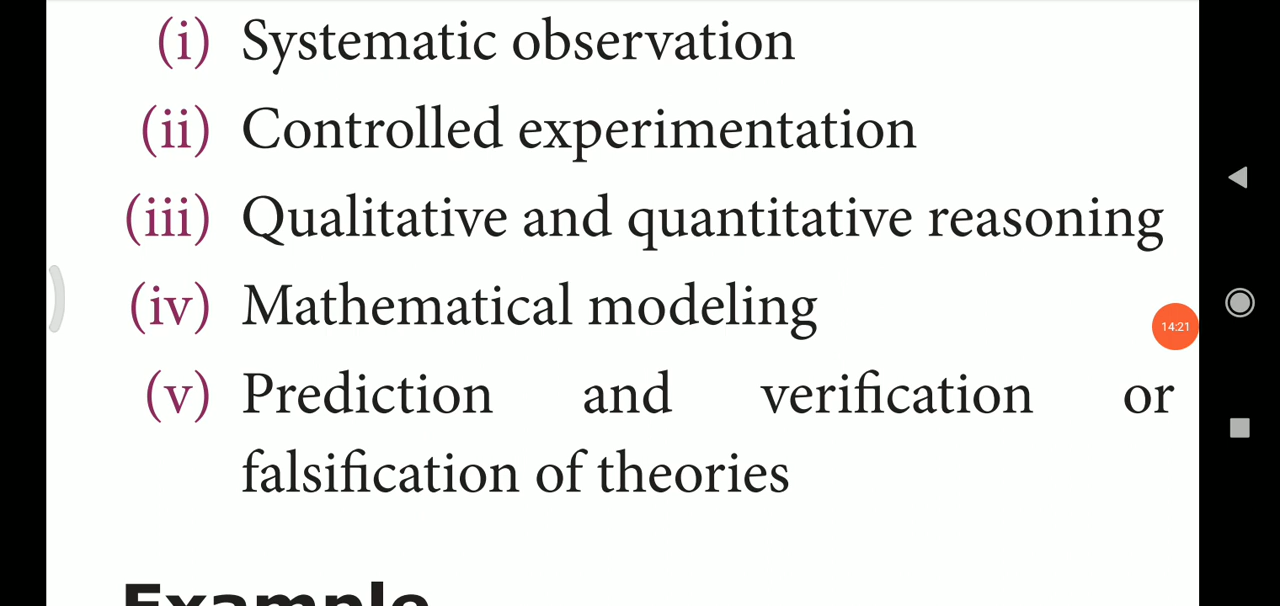 (i) Systematic observation
(ii) Controlled experimentation
(iii) Qualitative and quantitative reasoning
(iv) Mathematical modeling
(v) Prediction and verification or
falsification of theories
14:21
Example